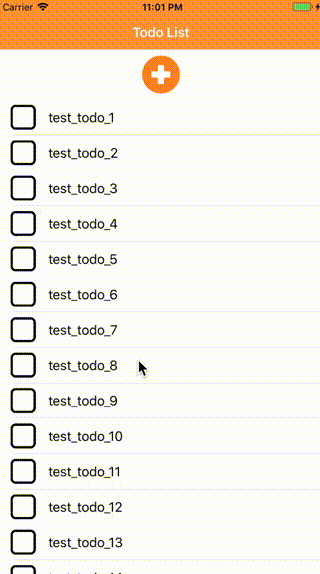 Carrier 11:01 PM
Todo List
test_todo_1
test_todo_2
test_todo_3
test_todo_4
test_todo_5
test_todo_6
test_todo_7
test_todo_8
test_todo_9
test_todo_10
test_todo_11
test_todo_12
test_todo_13